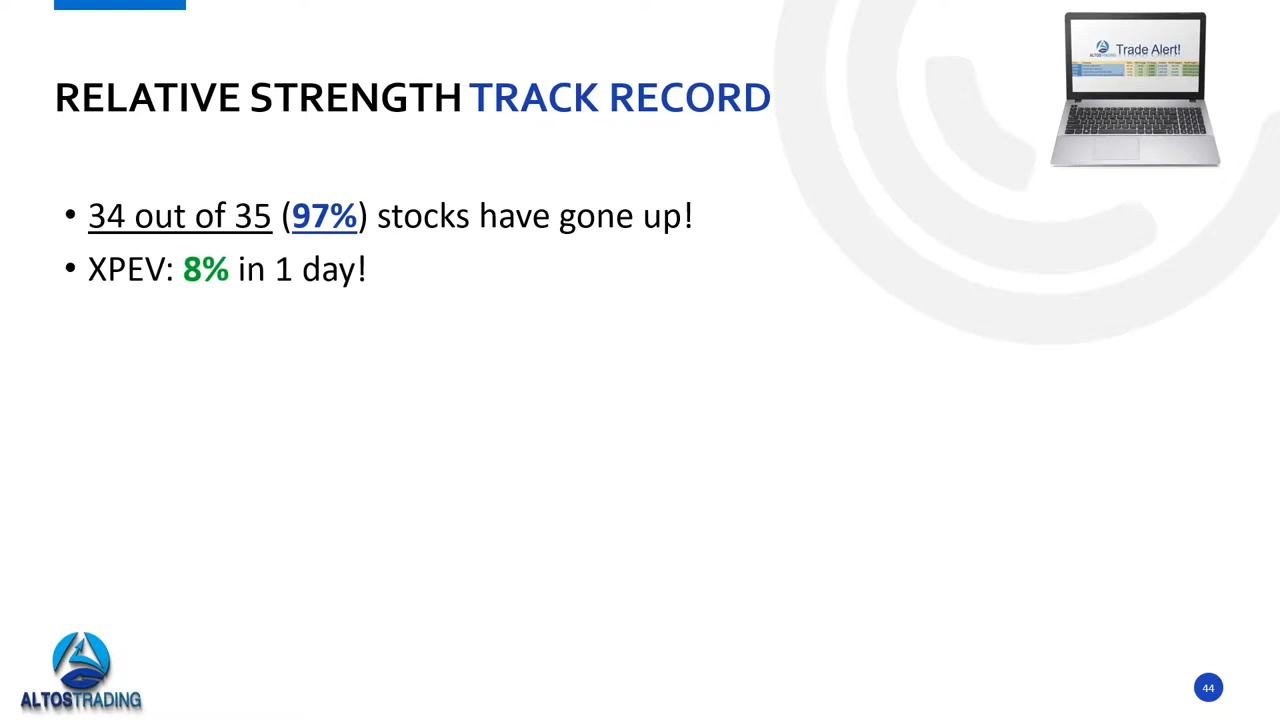 Trade Alert!
RELATIVE STRENGTH TRACK RECORD
• 34 out of 35 (97%) stocks have gone up!
• XPEV: 8% in 1 day!
ALTOSTRADING
44